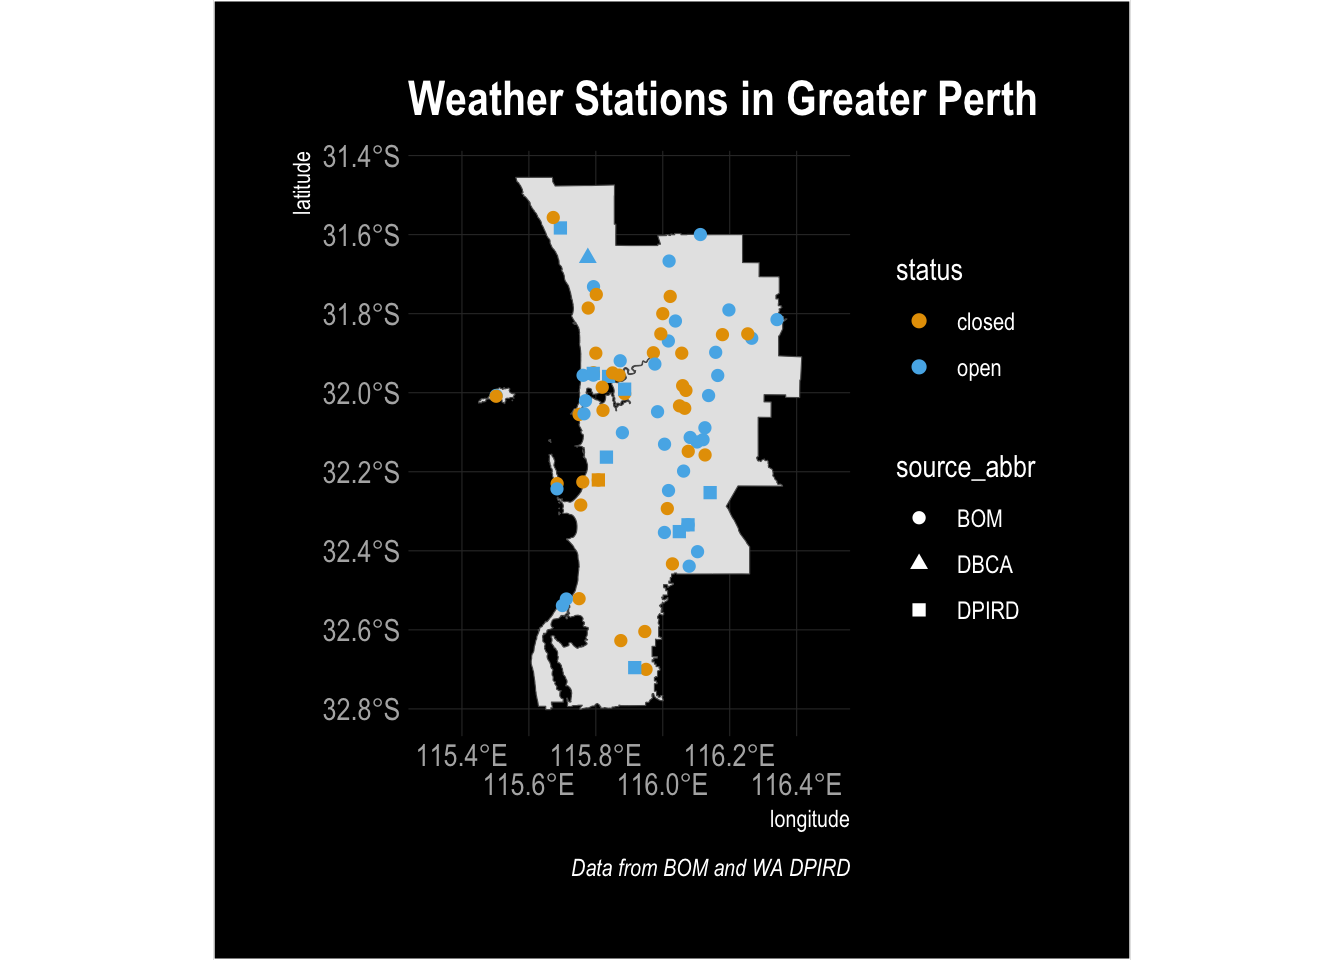 Weather Stations in Greater Perth
latitude
31.4°S
31.6°S
31.8°S
32.0°S
32.2°S
32.4°S
32.6°S
32.8°S
115.4°E
115.8°E
116.2°E
115.6°E
116.0°E
116.4°E
longitude
status
closed
open
source_abbr
BOM
DBCA
DPIRD
Data from BOM and WA DPIRD